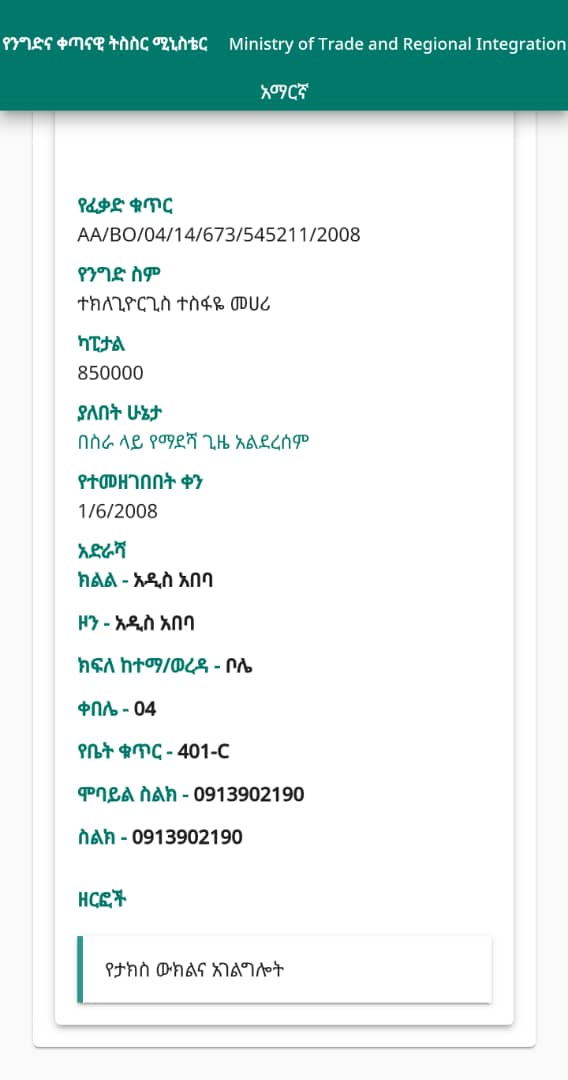 የንግድና ቀጣናዊ ትስስር ሚኒስቴር Ministry of Trade and Regional Integration
አማርኛ
የፈቃድ ቁጥር
AA/BO/04/14/673/545211/2008
የንግድ ስም
ተክለጊዮርጊስ ተስፋዬ መሀሪ
ካፒታል
850000
ያለበት ሁኔታ
በስራ ላይ የማደሻ ጊዜ አልደረሰም
የተመዘገበበት ቀን
1/6/2008
አድራሻ
ክልል - አዲስ አበባ
ዞን - አዲስ አበባ
ክፍለ ከተማ/ወረዳ - ቦሌ
ቀበሌ - 04
የቤት ቁጥር - 401-C
ሞባይል ስልክ - 0913902190
ስልክ - 0913902190
ዘርፎች
የታክስ ውክልና አገልግሎት